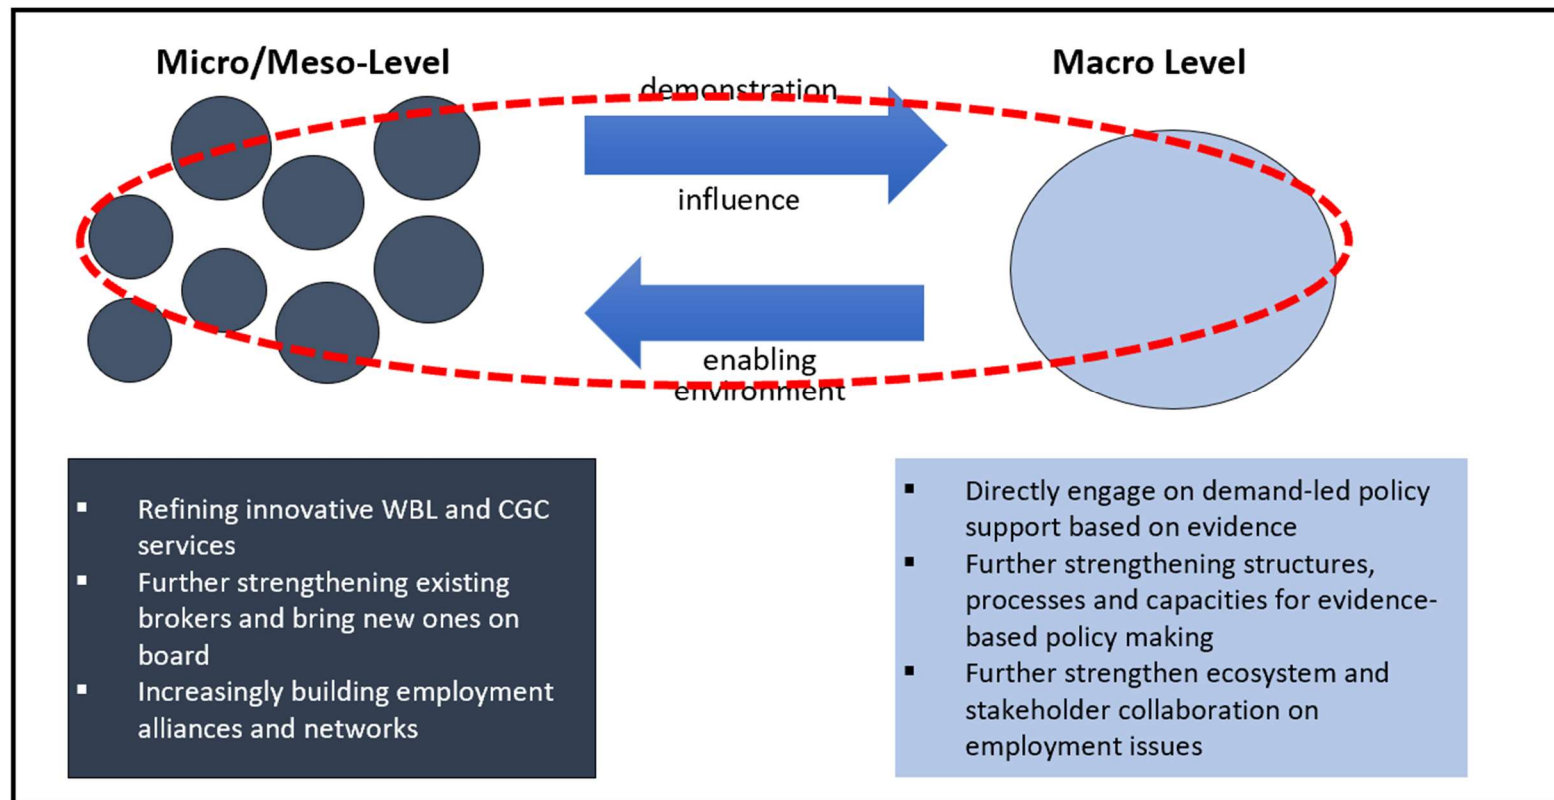 Micro/Meso-Level
Macro Level
demonstration
influence
enabling
environment
▪ Refining innovative WBL and CGC
services
▪ Further strengthening existing
brokers and bring new ones on
board
▪ Increasingly building employment
alliances and networks
▪ Directly engage on demand-led policy
support based on evidence
▪ Further strengthening structures,
processes and capacities for evidence-
based policy making
▪ Further strengthen ecosystem and
stakeholder collaboration on
employment issues